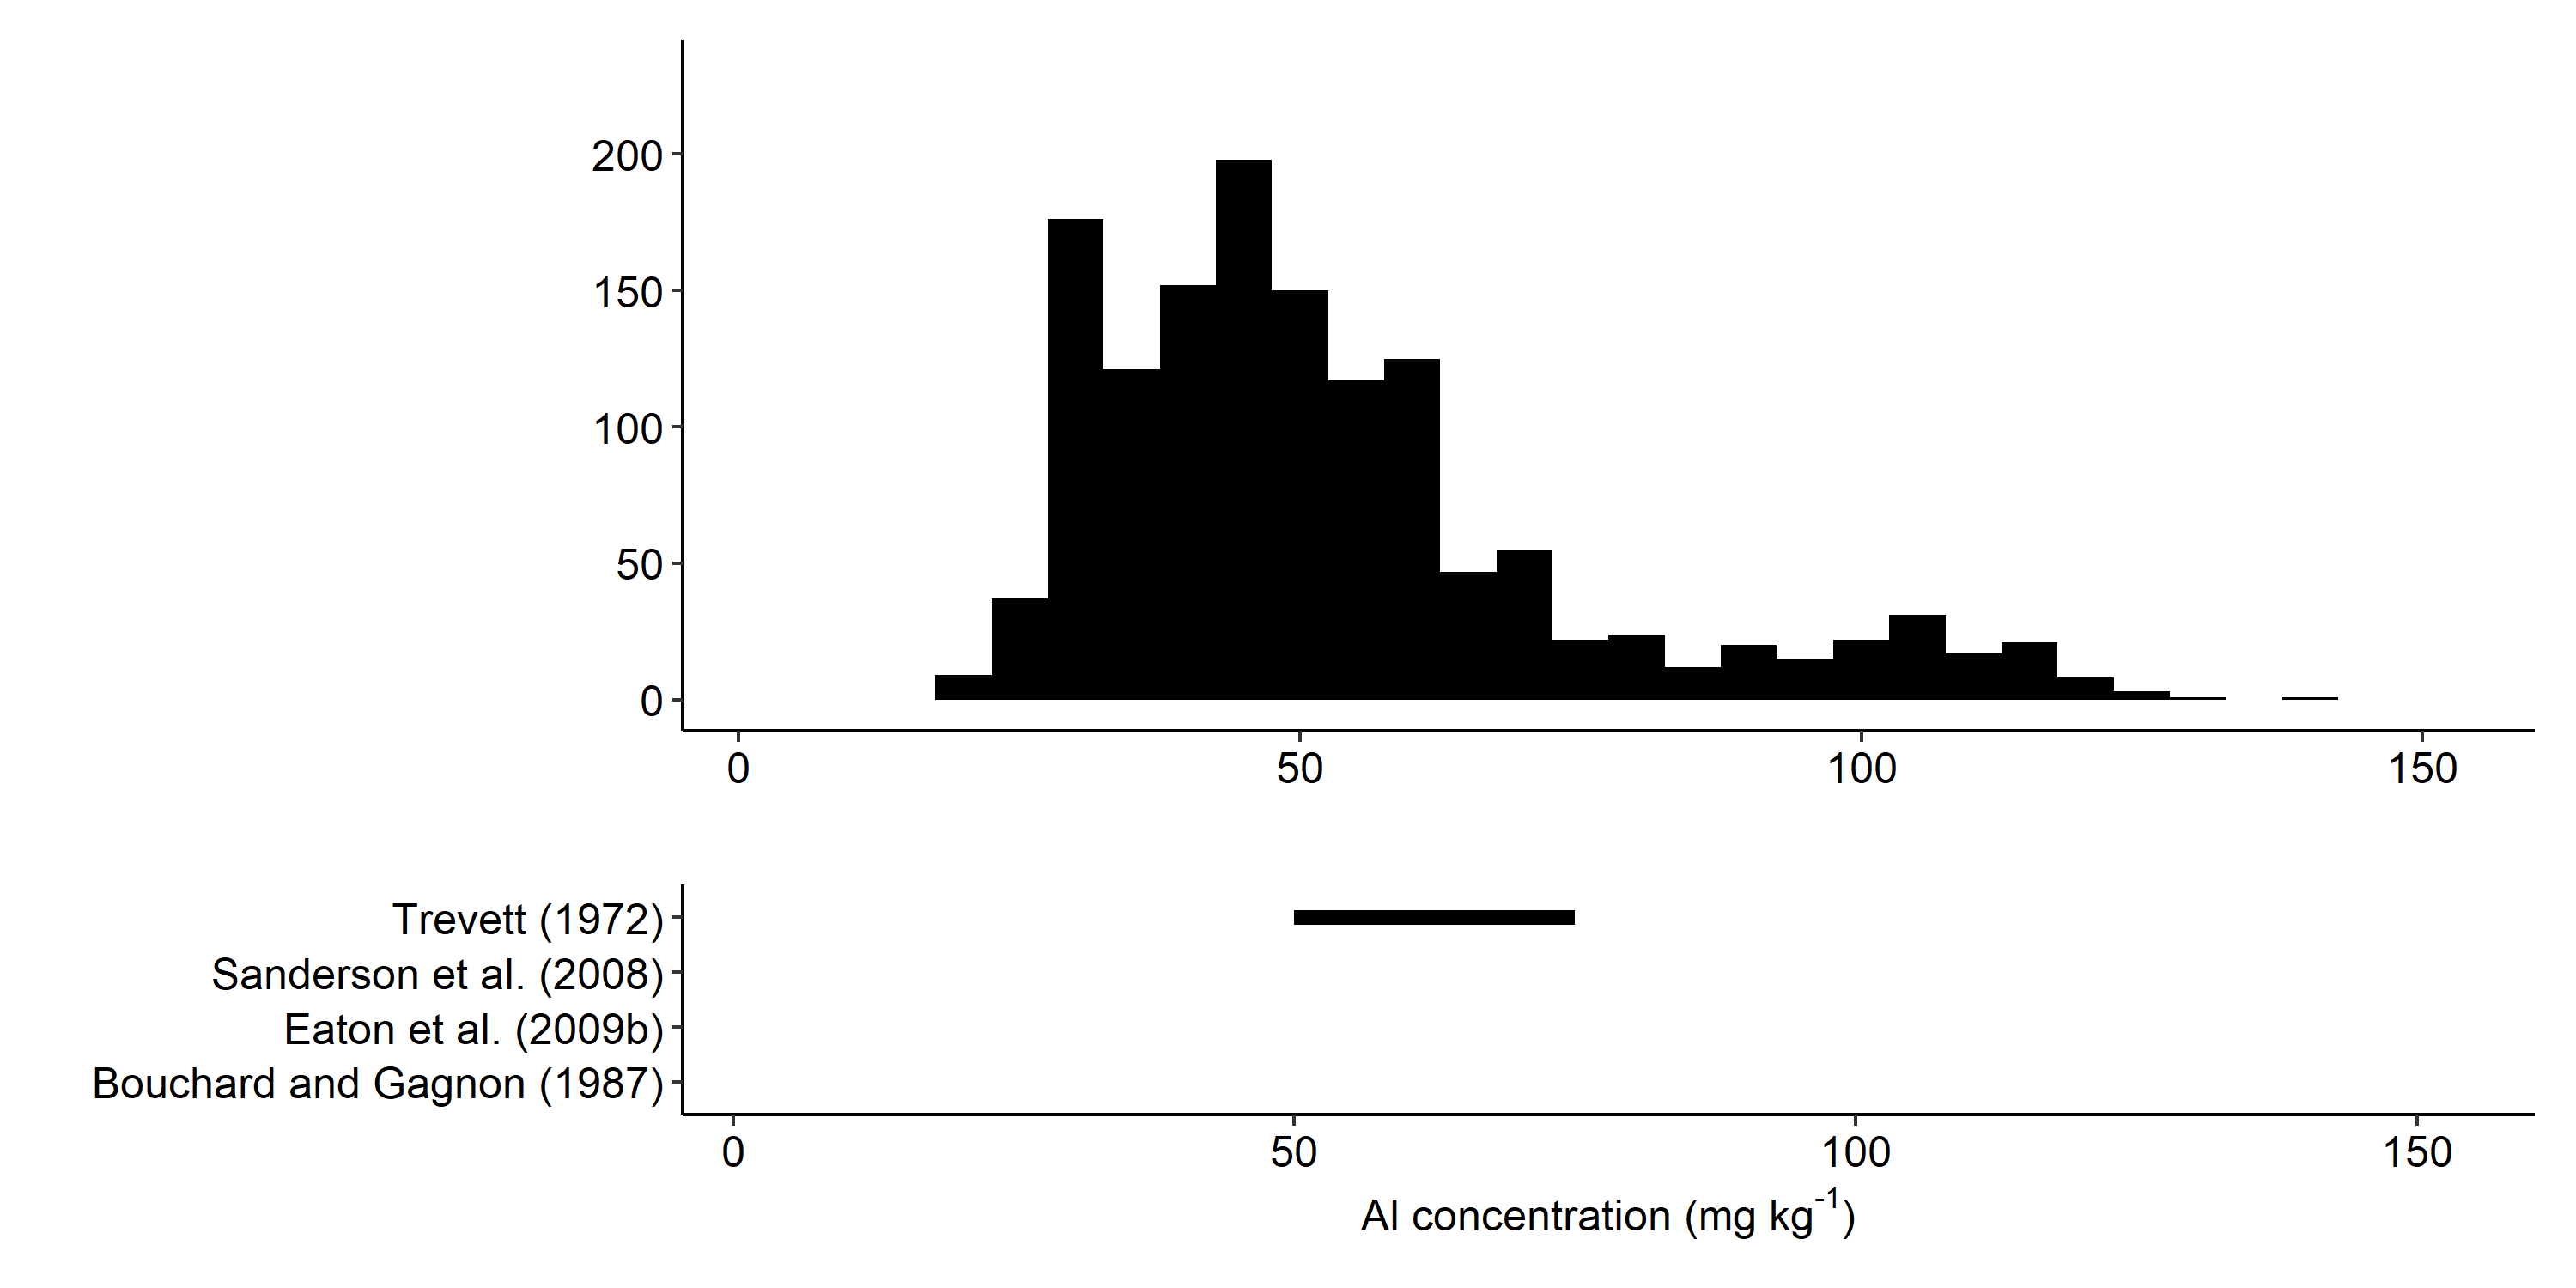 200
150
100
50
0
0 50 100 150
Trevett (1972)
Sanderson et al. (2008)
Eaton et al. (2009b)
Bouchard and Gagnon (1987)
0 50 100 150
Al concentration (mg kg⁻¹)